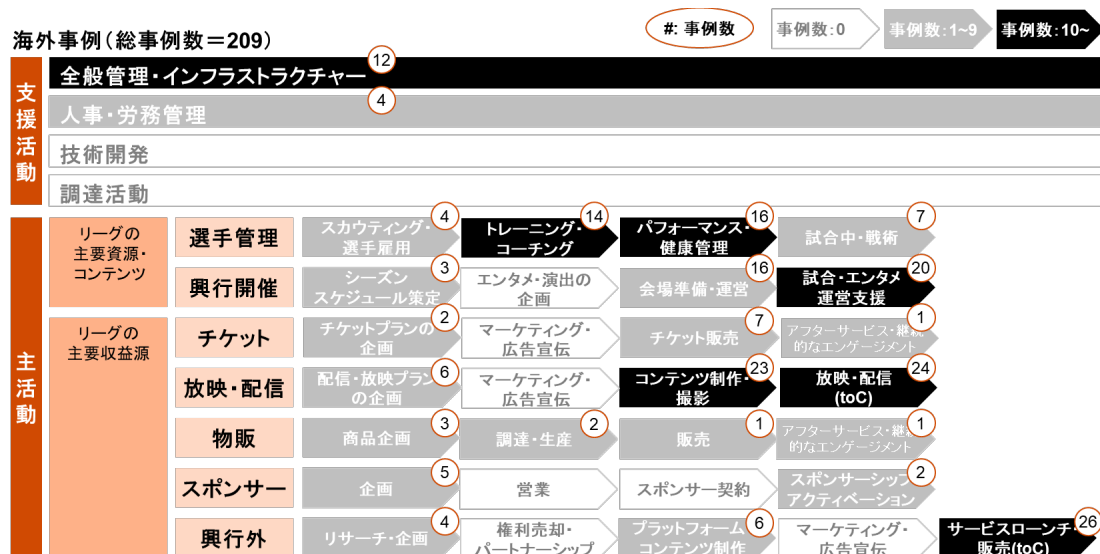 海外事例(総事例数=209)
#: 事例数
事例数:0
事例数:1~9
事例数:10~
支援活動
全般管理・インフラストラクチャー
12
人事・労務管理
4
技術開発
調達活動
主活動
リーグの
主要資源・
コンテンツ
選手管理
スカウティング・
選手雇用
4
トレーニング・
コーチング
14
パフォーマンス・
健康管理
16
試合中・戦術
7
興行開催
シーズン
スケジュール策定
3
エンタメ・演出の
企画
会場準備・運営
16
試合・エンタメ
運営支援
20
リーグの
主要収益源
チケット
チケットプランの
企画
2
マーケティング・
広告宣伝
チケット販売
7
アフターサービス・継続
的なエンゲージメント
1
放映・配信
配信・放映プラン
の企画
6
マーケティング・
広告宣伝
コンテンツ制作・
撮影
23
放映・配信
(toC)
24
物販
商品企画
3
調達・生産
2
販売
1
アフターサービス・継続
的なエンゲージメント
1
スポンサー
企画
5
営業
スポンサー契約
スポンサーシップ
アクティベーション
2
興行外
リサーチ・企画
4
権利売却・
パートナーシップ
プラットフォーム・
コンテンツ制作
6
マーケティング・
広告宣伝
サービスローンチ・
販売(toC)
26